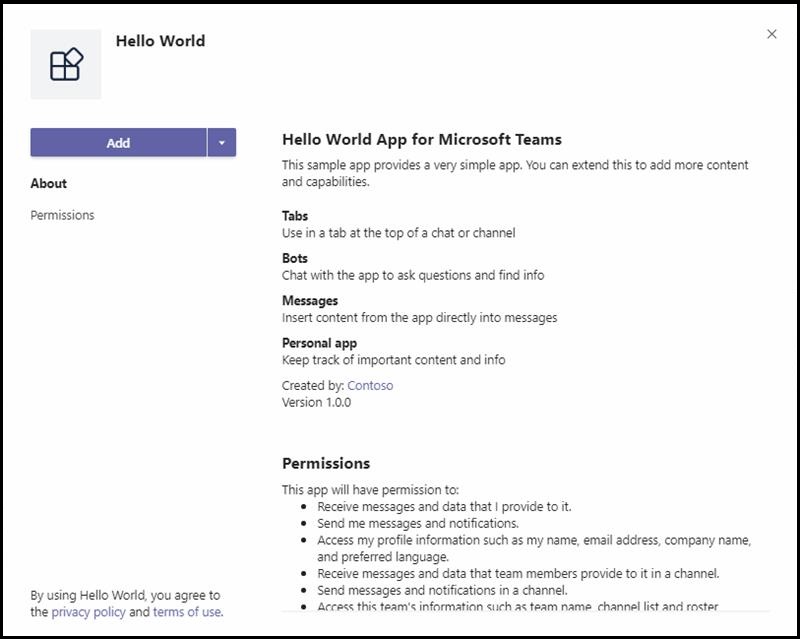 Hello World
Add
About
Permissions
By using Hello World, you agree to
the privacy policy and terms of use.
Hello World App for Microsoft Teams
This sample app provides a very simple app. You can extend this to add more content
and capabilities.
Tabs
Use in a tab at the top of a chat or channel
Bots
Chat with the app to ask questions and find info
Messages
Insert content from the app directly into messages
Personal app
Keep track of important content and info
Created by: Contoso
Version 1.0.0
Permissions
This app will have permission to:
• Receive messages and data that I provide to it.
• Send me messages and notifications.
• Access my profile information such as my name, email address, company name,
and preferred language.
• Receive messages and data that team members provide to it in a channel.
• Send messages and notifications in a channel.
• Access this team's information such as team name, channel list and roster